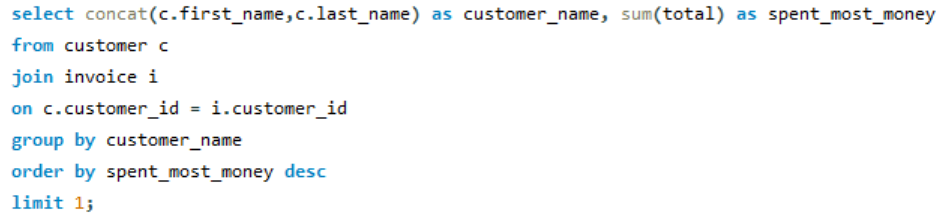 select concat(c.first_name,c.last_name) as customer_name, sum(total) as spent_most_money
from customer c
join invoice i
on c.customer_id = i.customer_id
group by customer_name
order by spent_most_money desc
limit 1;